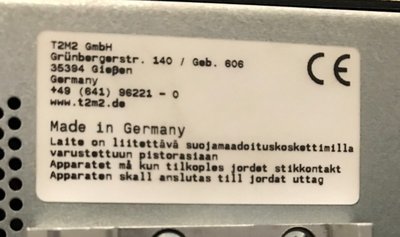 T2M2 GmbH
Grünbergerstr. 140 / Geb. 606
35394 Gießen
Germany
+49 (641) 96221 - 0
www.t2m2.de
CE
Made in Germany
Laite on liitettävä suojamaadoituskoskettimilla
varustettuun pistorasiaan
Apparatet må kun tilkoples jordet stikkontakt
Apparaten skall anslutas till jordat uttag